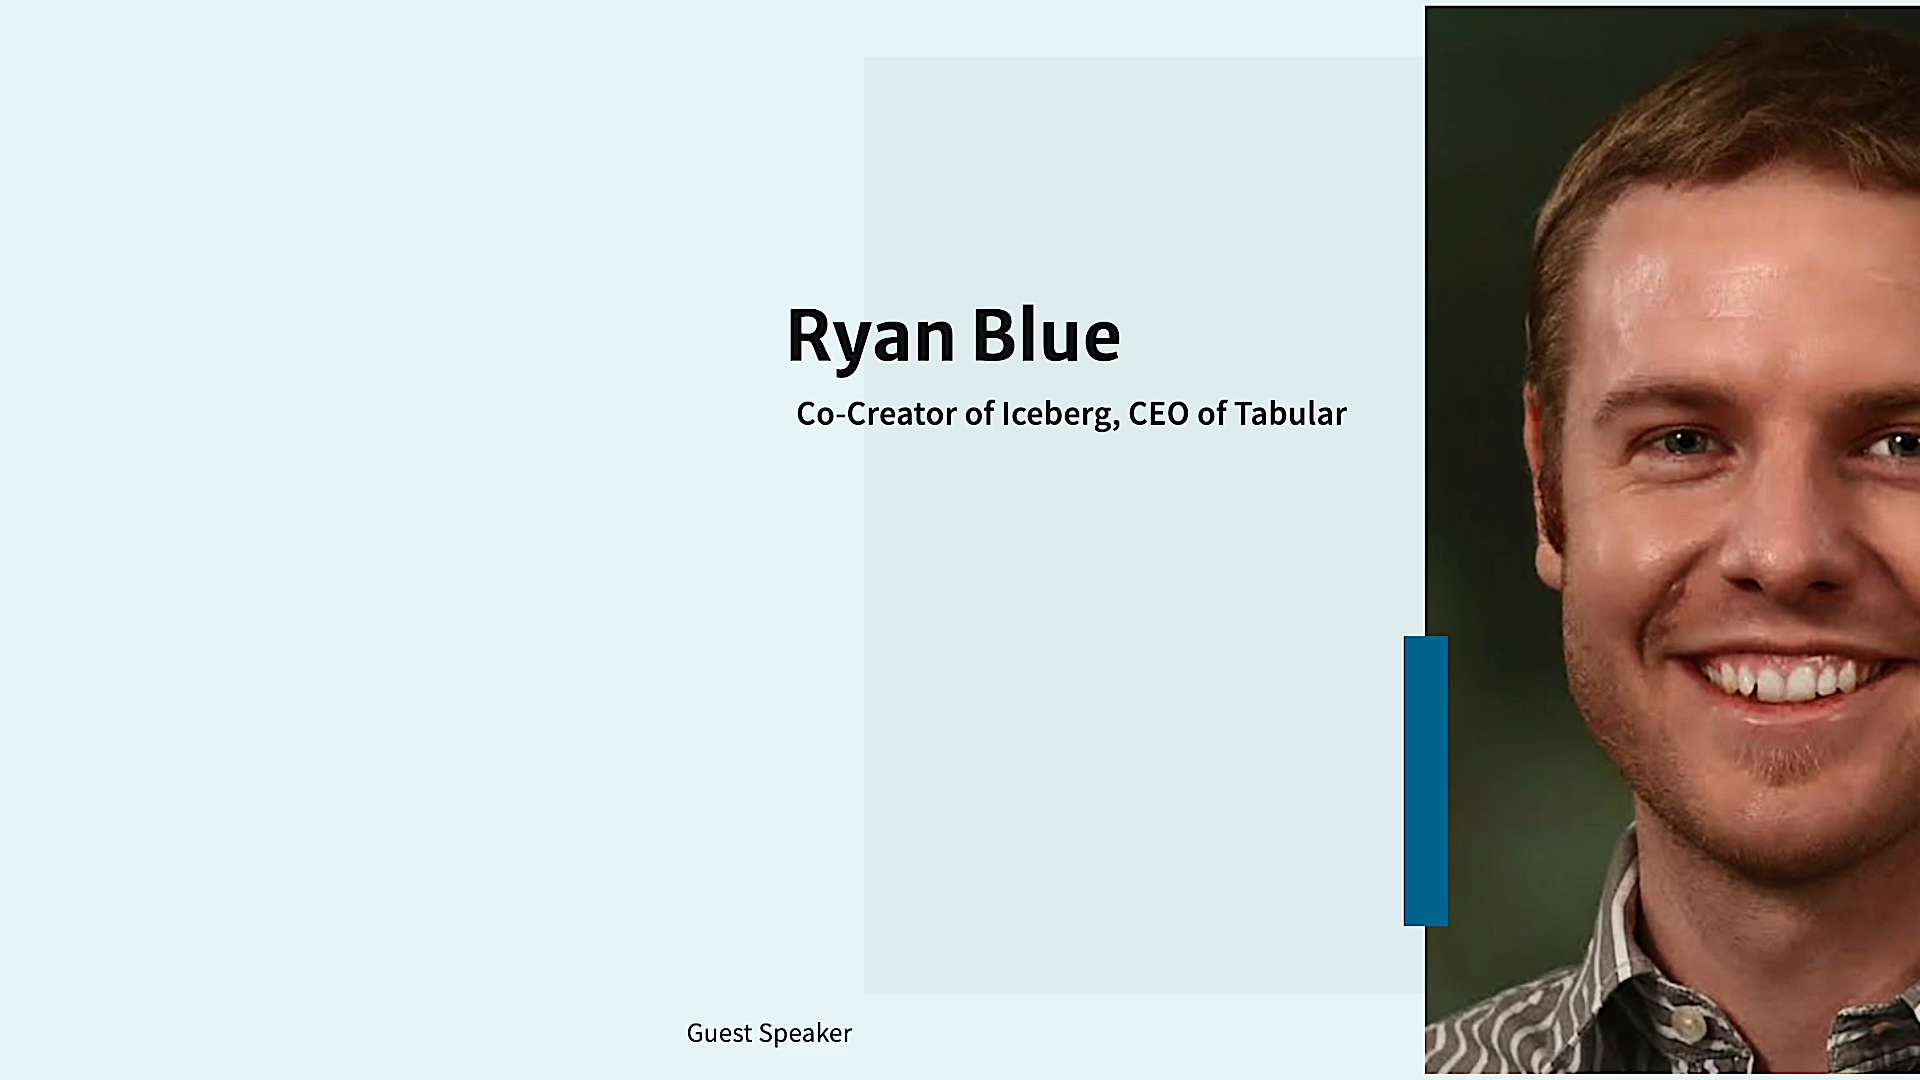 Ryan Blue
Co-Creator of Iceberg, CEO of Tabular
Guest Speaker